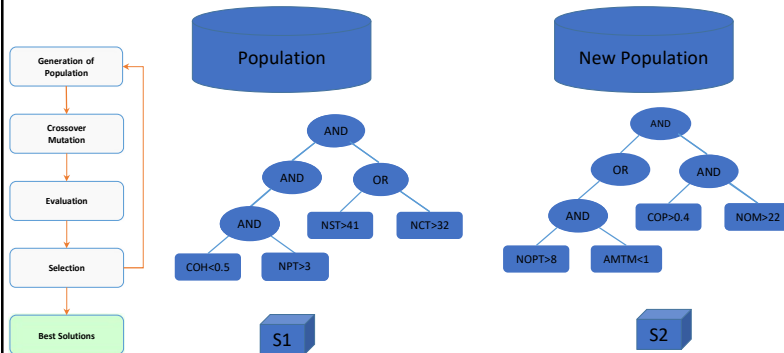 Generation of
Population
Crossover
Mutation
Evaluation
Selection
Best Solutions
Population
AND
AND
OR
AND
NST>41
NCT>32
COH<0.5
NPT>3
S1
New Population
AND
OR
AND
AND
COP>0.4
NOM>22
NOPT>8
AMTM<1
S2